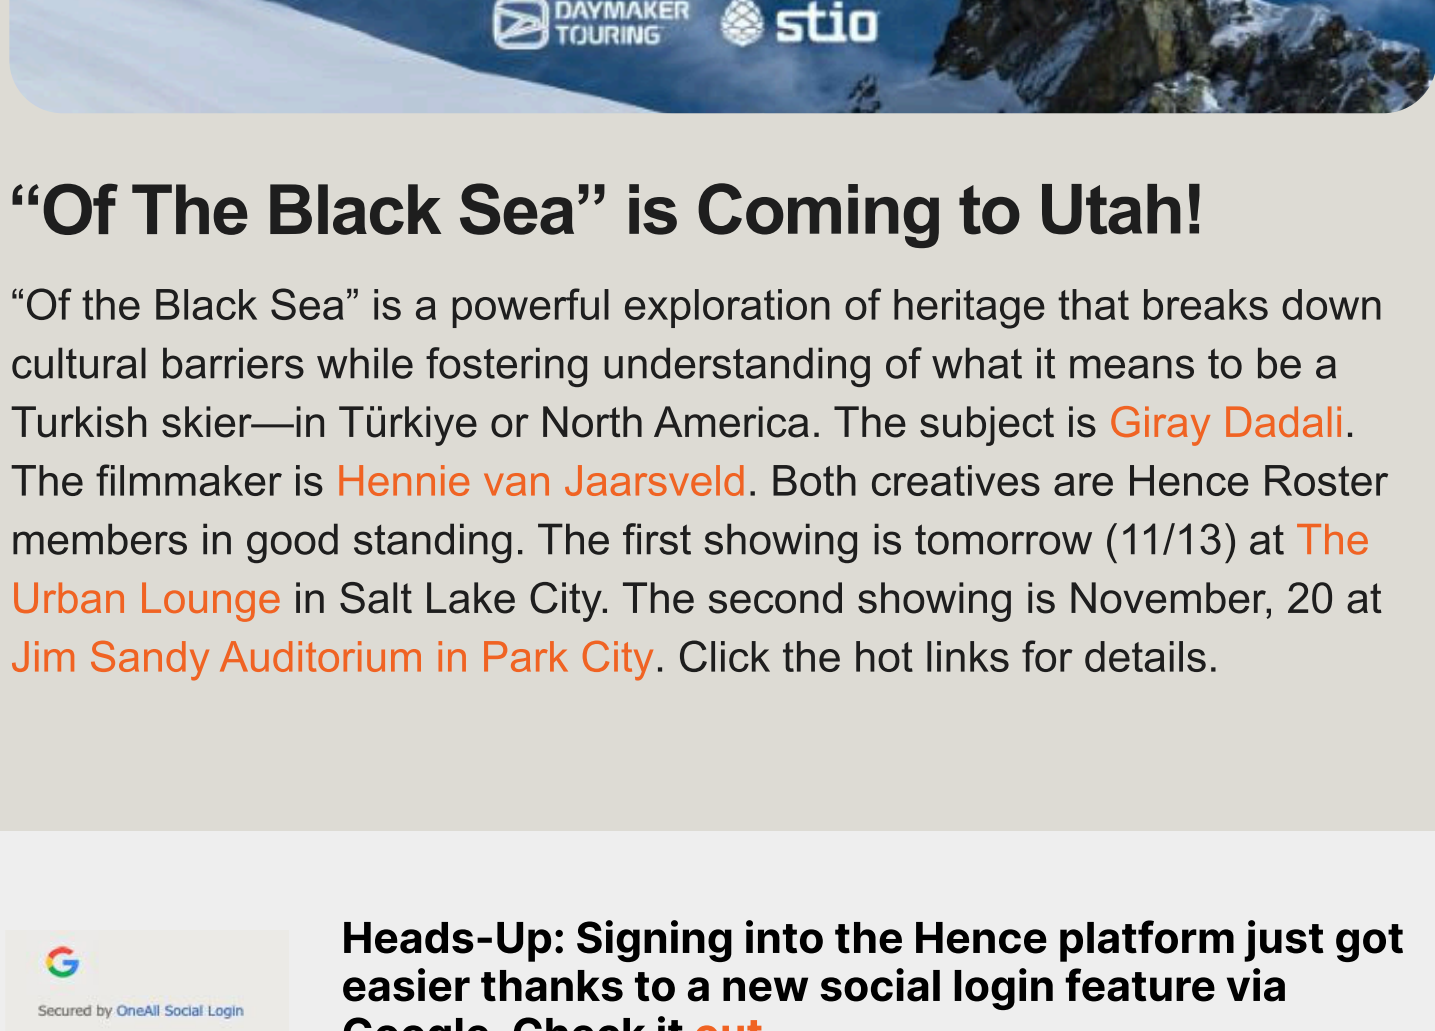 DAYMAKER
TOURING
stio
“Of The Black Sea” is Coming to Utah!
“Of the Black Sea” is a powerful exploration of heritage that breaks down
cultural barriers while fostering understanding of what it means to be a
Turkish skier—in Türkiye or North America. The subject is Giray Dadali.
The filmmaker is Hennie van Jaarsveld. Both creatives are Hence Roster
members in good standing. The first showing is tomorrow (11/13) at The
Urban Lounge in Salt Lake City. The second showing is November, 20 at
Jim Sandy Auditorium in Park City. Click the hot links for details.
Heads-Up: Signing into the Hence platform just got
easier thanks to a new social login feature via
Google. Check it out
Secured by OneAll Social Login